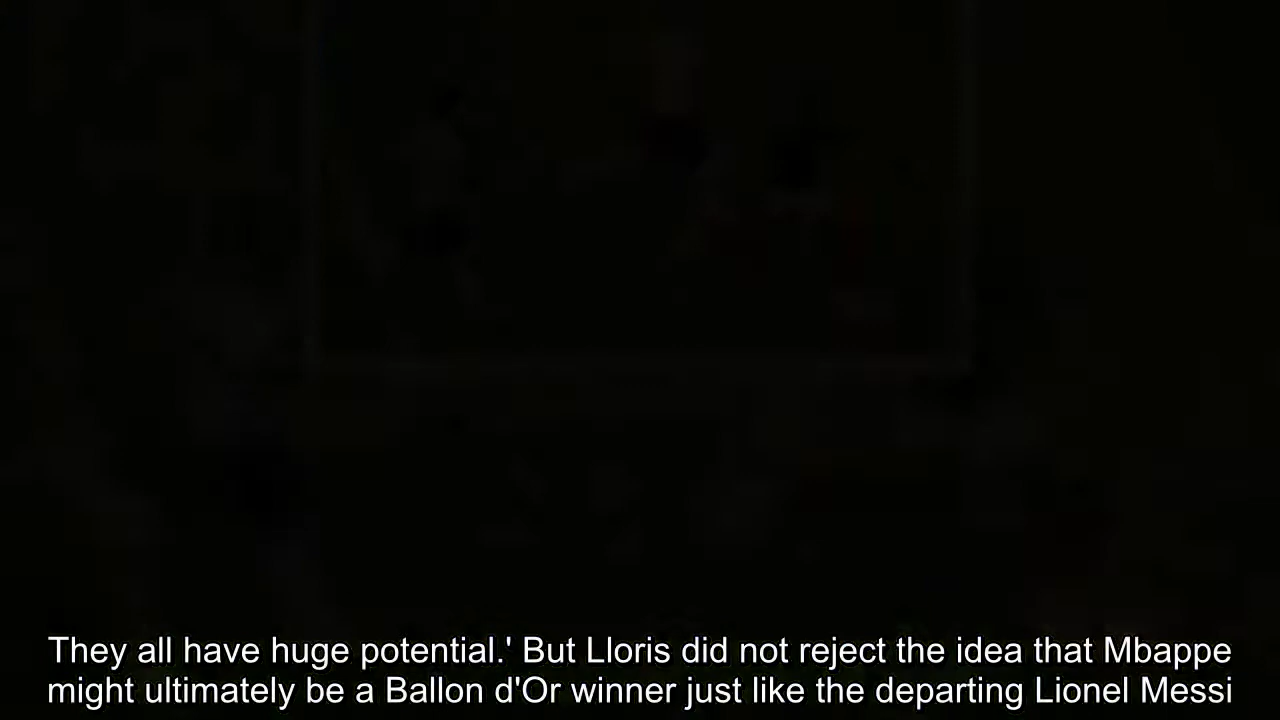 They all have huge potential.' But Lloris did not reject the idea that Mbappe
might ultimately be a Ballon d'Or winner just like the departing Lionel Messi